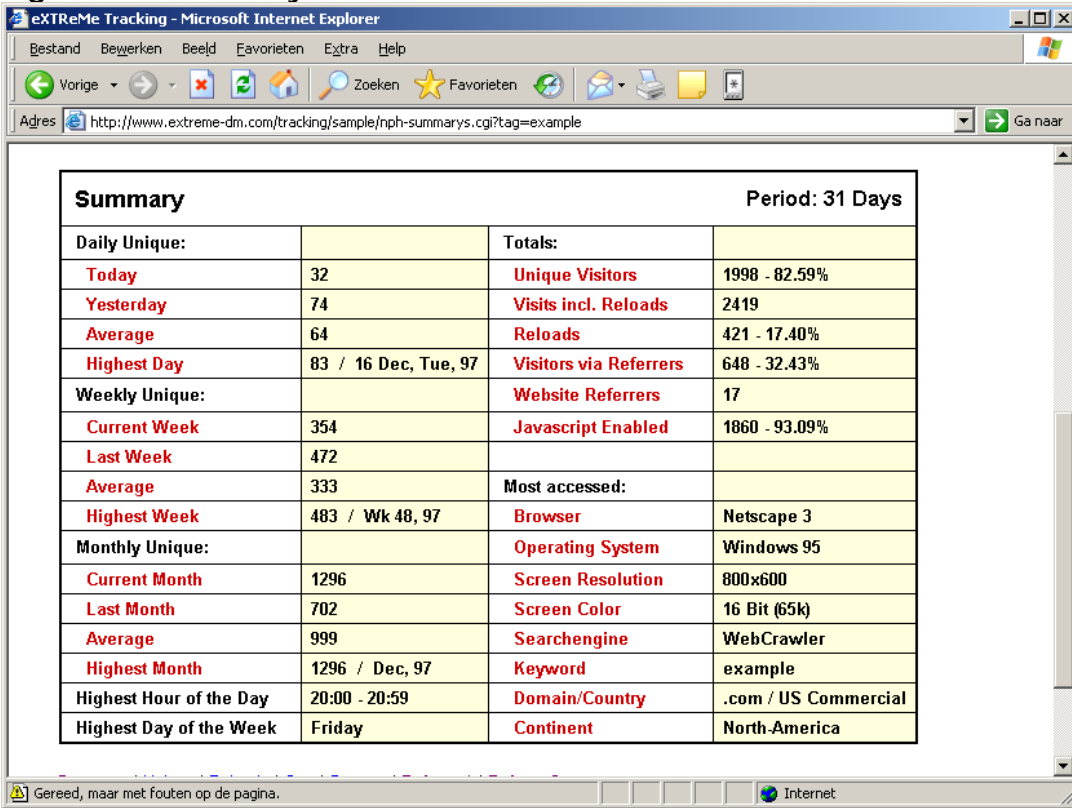 eXTReMe Tracking - Microsoft Internet Explorer
Bestand Bewerken Beeld Favorieten Extra Help
Vorige Zoeken Favorieten
Adres http://www.extreme-dm.com/tracking/sample/nph-summarys.cgi?tag=example Ga naar
Summary Period: 31 Days
Daily Unique: Totals:
Today 32 Unique Visitors 1998 - 82.59%
Yesterday 74 Visits incl. Reloads 2419
Average 64 Reloads 421 - 17.40%
Highest Day 83 / 16 Dec, Tue, 97 Visitors via Referrers 648 - 32.43%
Weekly Unique: Website Referrers 17
Current Week 354 Javascript Enabled 1860 - 93.09%
Last Week 472
Average 333 Most accessed:
Highest Week 483 / Wk 48, 97 Browser Netscape 3
Monthly Unique: Operating System Windows 95
Current Month 1296 Screen Resolution 800x600
Last Month 702 Screen Color 16 Bit (65k)
Average 999 Searchengine WebCrawler
Highest Month 1296 / Dec, 97 Keyword example
Highest Hour of the Day 20:00 - 20:59 Domain/Country .com / US Commercial
Highest Day of the Week Friday Continent North-America
Gereed, maar met fouten op de pagina. Internet